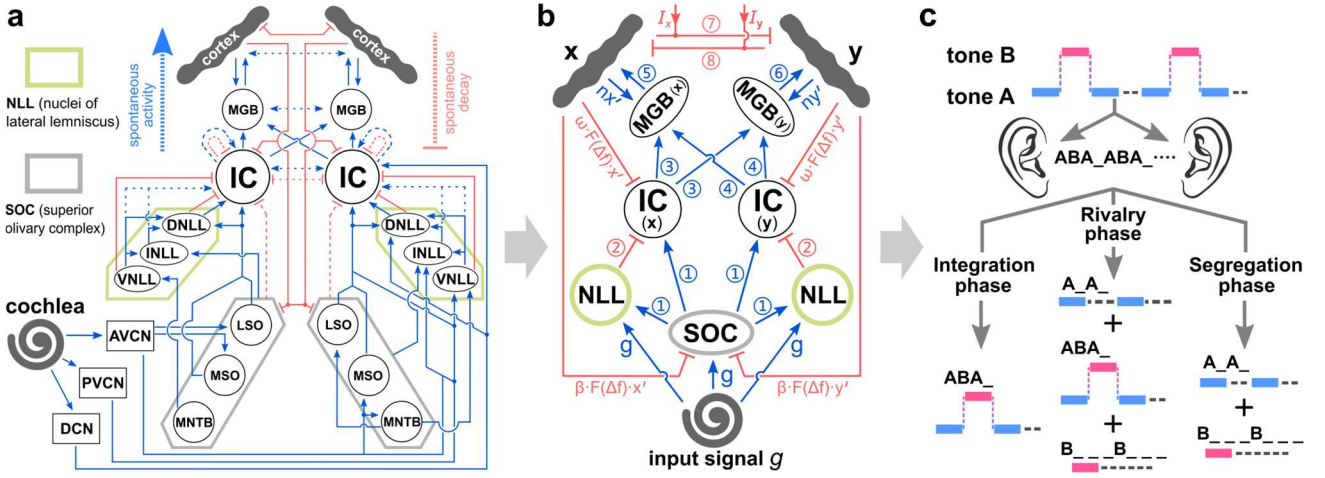 a
cortex
cortex
NLL (nuclei of
lateral lemniscus)
spontaneous
activity
spontaneous
decay
MGB
MGB
IC
IC
SOC (superior
olivary complex)
DNLL
INLL
VNLL
DNLL
INLL
VNLL
cochlea
AVCN
PVCN
DCN
LSO
MSO
MNTB
LSO
MSO
MNTB
b
x
y
Iₓ
Iᵧ
⑦
⑧
⑤
⑥
nx′
ny′
MGB(x)
MGB(y)
ω·F(Δf)·x′
ω·F(Δf)·y′
③
④
③
④
IC
(x)
IC
(y)
②
②
①
①
NLL
NLL
①
①
SOC
g
g
g
β·F(Δf)·x′
β·F(Δf)·y′
input signal g
c
tone B
tone A
ABA_ABA_ ····
Integration
phase
Rivalry
phase
Segregation
phase
A_A_
+
ABA_
ABA_
+
B_ _ _B_ _ _
A_A_
+
B_ _ _B_ _ _